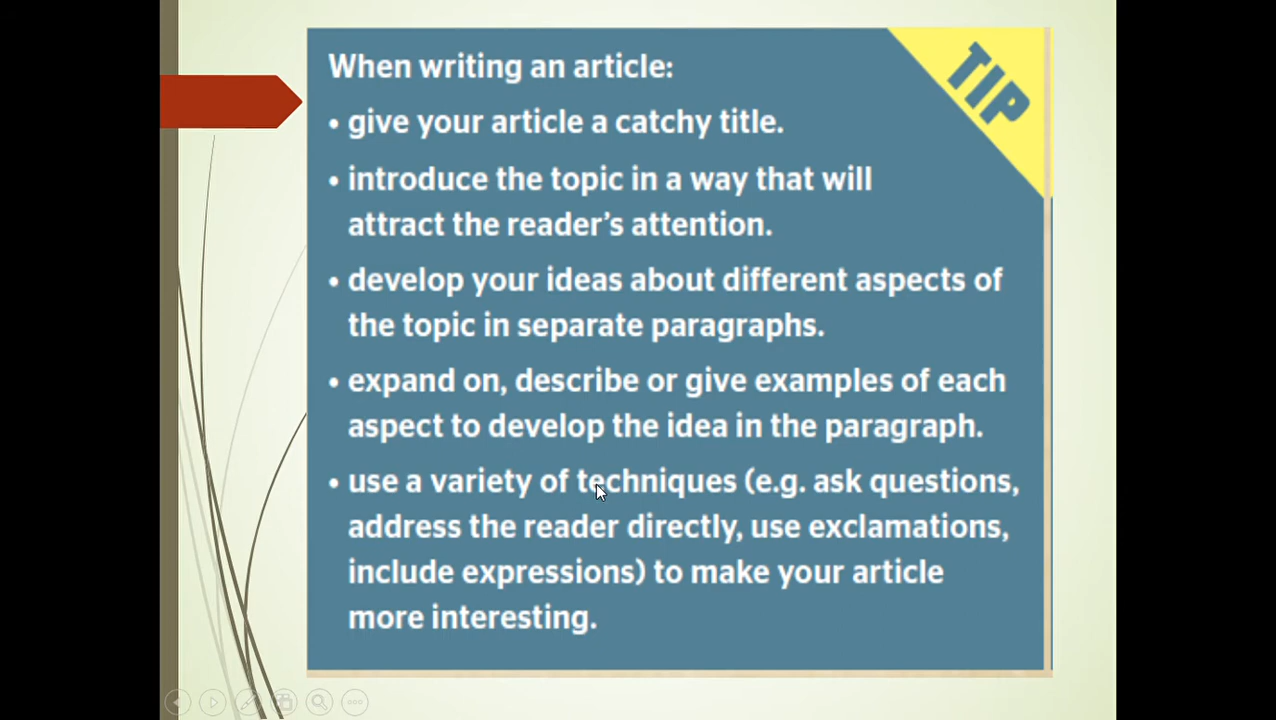 When writing an article:
TIP
• give your article a catchy title.
• introduce the topic in a way that will
attract the reader's attention.
• develop your ideas about different aspects of
the topic in separate paragraphs.
• expand on, describe or give examples of each
aspect to develop the idea in the paragraph.
• use a variety of techniques (e.g. ask questions,
address the reader directly, use exclamations,
include expressions) to make your article
more interesting.